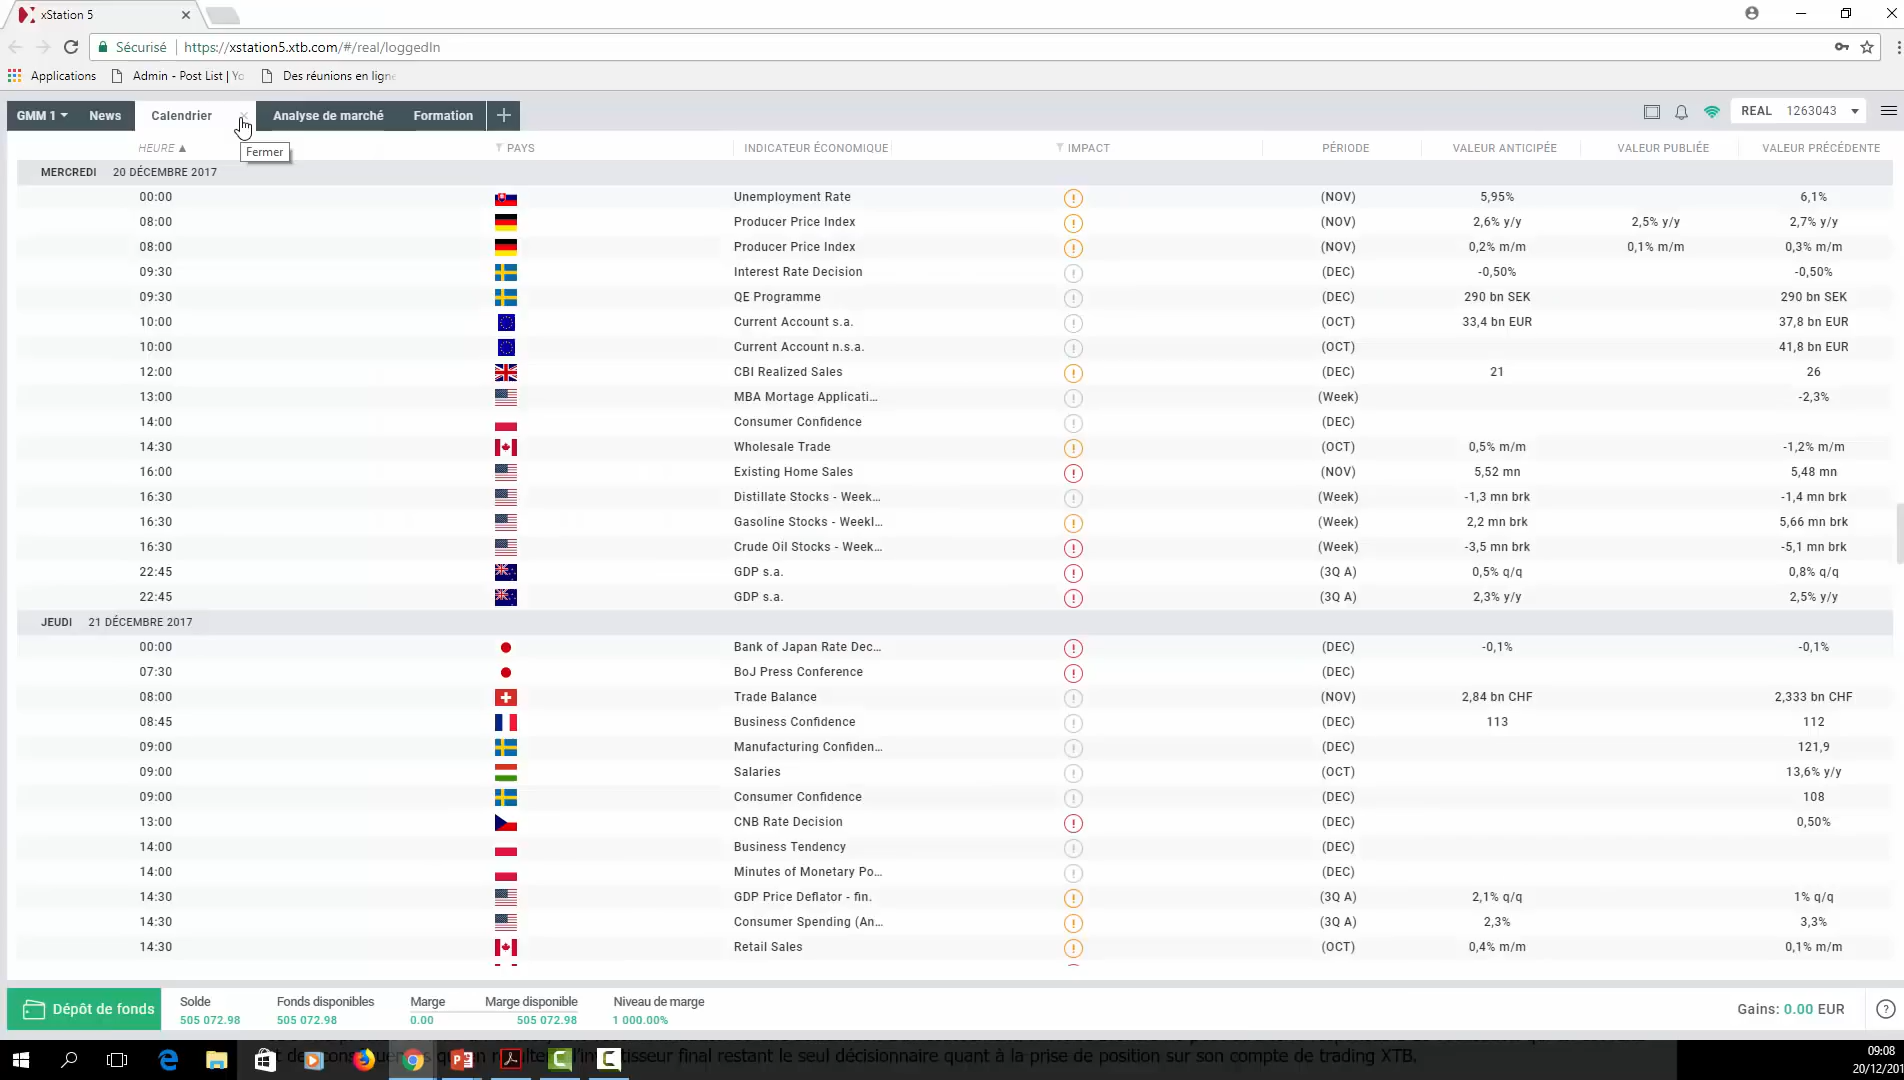 xStation 5
Sécurisé https://xstation5.xtb.com/#/real/loggedIn
Applications Admin - Post List | Yo Des réunions en ligne
GMM 1 News Calendrier Analyse de marché Formation REAL 1263043
Fermer
HEURE PAYS INDICATEUR ÉCONOMIQUE IMPACT PÉRIODE VALEUR ANTICIPÉE VALEUR PUBLIÉE VALEUR PRÉCÉDENTE
MERCREDI 20 DÉCEMBRE 2017
00:00 Unemployment Rate (NOV) 5,95% 6,1%
08:00 Producer Price Index (NOV) 2,6% y/y 2,5% y/y 2,7% y/y
08:00 Producer Price Index (NOV) 0,2% m/m 0,1% m/m 0,3% m/m
09:30 Interest Rate Decision (DEC) -0,50% -0,50%
09:30 QE Programme (DEC) 290 bn SEK 290 bn SEK
10:00 Current Account s.a. (OCT) 33,4 bn EUR 37,8 bn EUR
10:00 Current Account n.s.a. (OCT) 41,8 bn EUR
12:00 CBI Realized Sales (DEC) 21 26
13:00 MBA Mortage Applicati... (Week) -2,3%
14:00 Consumer Confidence (DEC)
14:30 Wholesale Trade (OCT) 0,5% m/m -1,2% m/m
16:00 Existing Home Sales (NOV) 5,52 mn 5,48 mn
16:30 Distillate Stocks - Week... (Week) -1,3 mn brk -1,4 mn brk
16:30 Gasoline Stocks - Weekl... (Week) 2,2 mn brk 5,66 mn brk
16:30 Crude Oil Stocks - Week... (Week) -3,5 mn brk -5,1 mn brk
22:45 GDP s.a. (3Q A) 0,5% q/q 0,8% q/q
22:45 GDP s.a. (3Q A) 2,3% y/y 2,5% y/y
JEUDI 21 DÉCEMBRE 2017
00:00 Bank of Japan Rate Dec... (DEC) -0,1% -0,1%
07:30 BoJ Press Conference (DEC)
08:00 Trade Balance (NOV) 2,84 bn CHF 2,333 bn CHF
08:45 Business Confidence (DEC) 113 112
09:00 Manufacturing Confiden... (DEC) 121,9
09:00 Salaries (OCT) 13,6% y/y
09:00 Consumer Confidence (DEC) 108
13:00 CNB Rate Decision (DEC) 0,50%
14:00 Business Tendency (DEC)
14:00 Minutes of Monetary Po... (DEC)
14:30 GDP Price Deflator - fin. (3Q A) 2,1% q/q 1% q/q
14:30 Consumer Spending (An... (3Q A) 2,3% 3,3%
14:30 Retail Sales (OCT) 0,4% m/m 0,1% m/m
Dépôt de fonds Solde Fonds disponibles Marge Marge disponible Niveau de marge Gains: 0.00 EUR
505 072.98 505 072.98 0.00 505 072.98 1 000.00%
final restant le seul décisionnaire quant à la prise de position sur son compte de trading XTB.
09:08
20/12/201